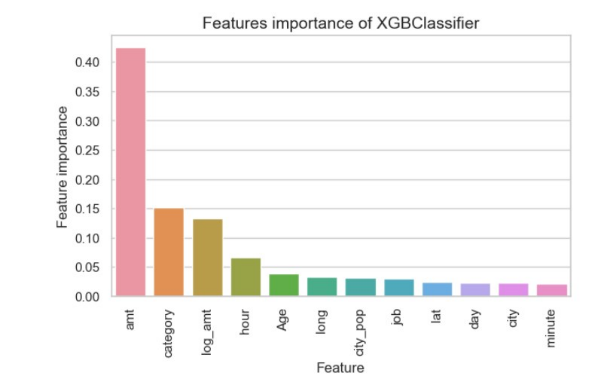 Features importance of XGBClassifier
Feature importance
0.40
0.35
0.30
0.25
0.20
0.15
0.10
0.05
0.00
amt
category
log_amt
hour
Age
long
city_pop
job
lat
day
city
minute
Feature